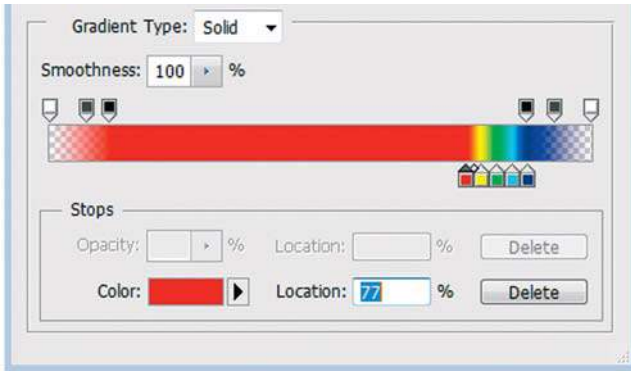 Gradient Type: Solid
Smoothness: 100 %
Stops
Opacity: % Location: % Delete
Color: Location: 77 % Delete